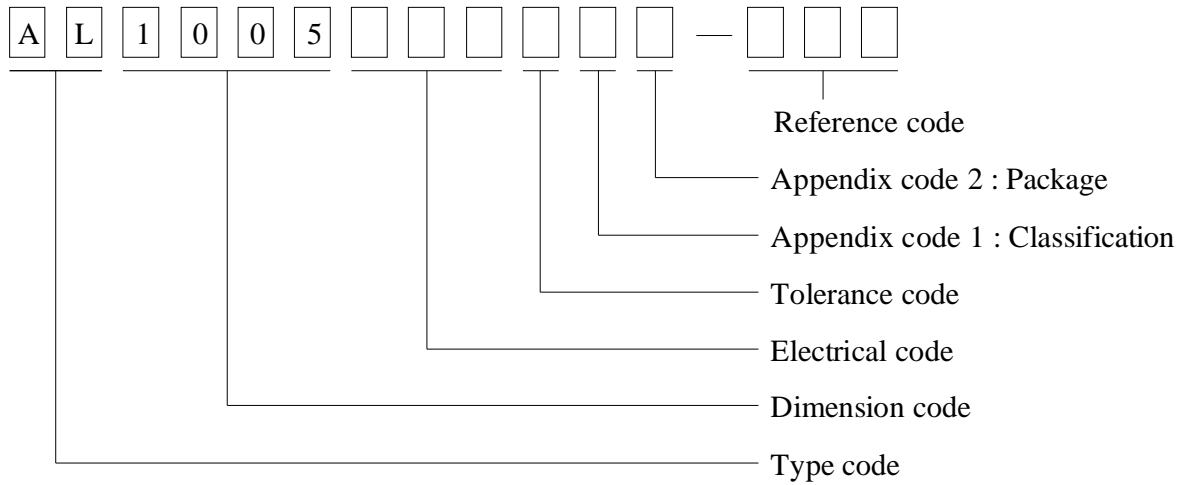 A L 1 0 0 5 —
Reference code
Appendix code 2 : Package
Appendix code 1 : Classification
Tolerance code
Electrical code
Dimension code
Type code